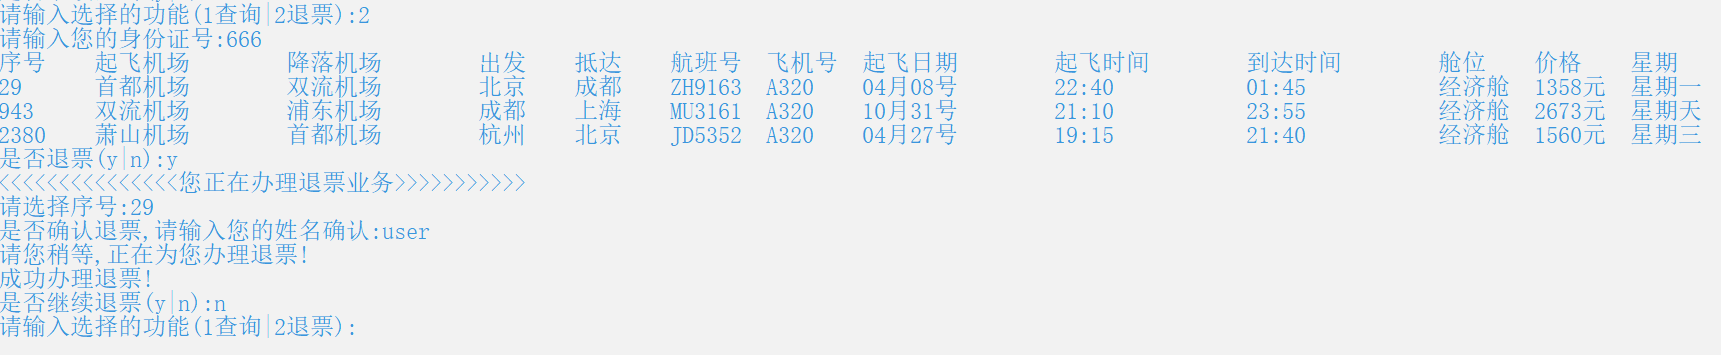 请输入选择的功能(1查询|2退票):2
请输入您的身份证号:666
序号 起飞机场 降落机场 出发 抵达 航班号 飞机号 起飞日期 起飞时间 到达时间 舱位 价格 星期
29 首都机场 双流机场 北京 成都 ZH9163 A320 04月08号 22:40 01:45 经济舱 1358元 星期一
943 双流机场 浦东机场 成都 上海 MU3161 A320 10月31号 21:10 23:55 经济舱 2673元 星期天
2380 萧山机场 首都机场 杭州 北京 JD5352 A320 04月27号 19:15 21:40 经济舱 1560元 星期三
是否退票(y|n):y
<<<<<<<<<<<<<<<您正在办理退票业务>>>>>>>>>>>
请选择序号:29
是否确认退票,请输入您的姓名确认:user
请您稍等,正在为您办理退票!
成功办理退票!
是否继续退票(y|n):n
请输入选择的功能(1查询|2退票):